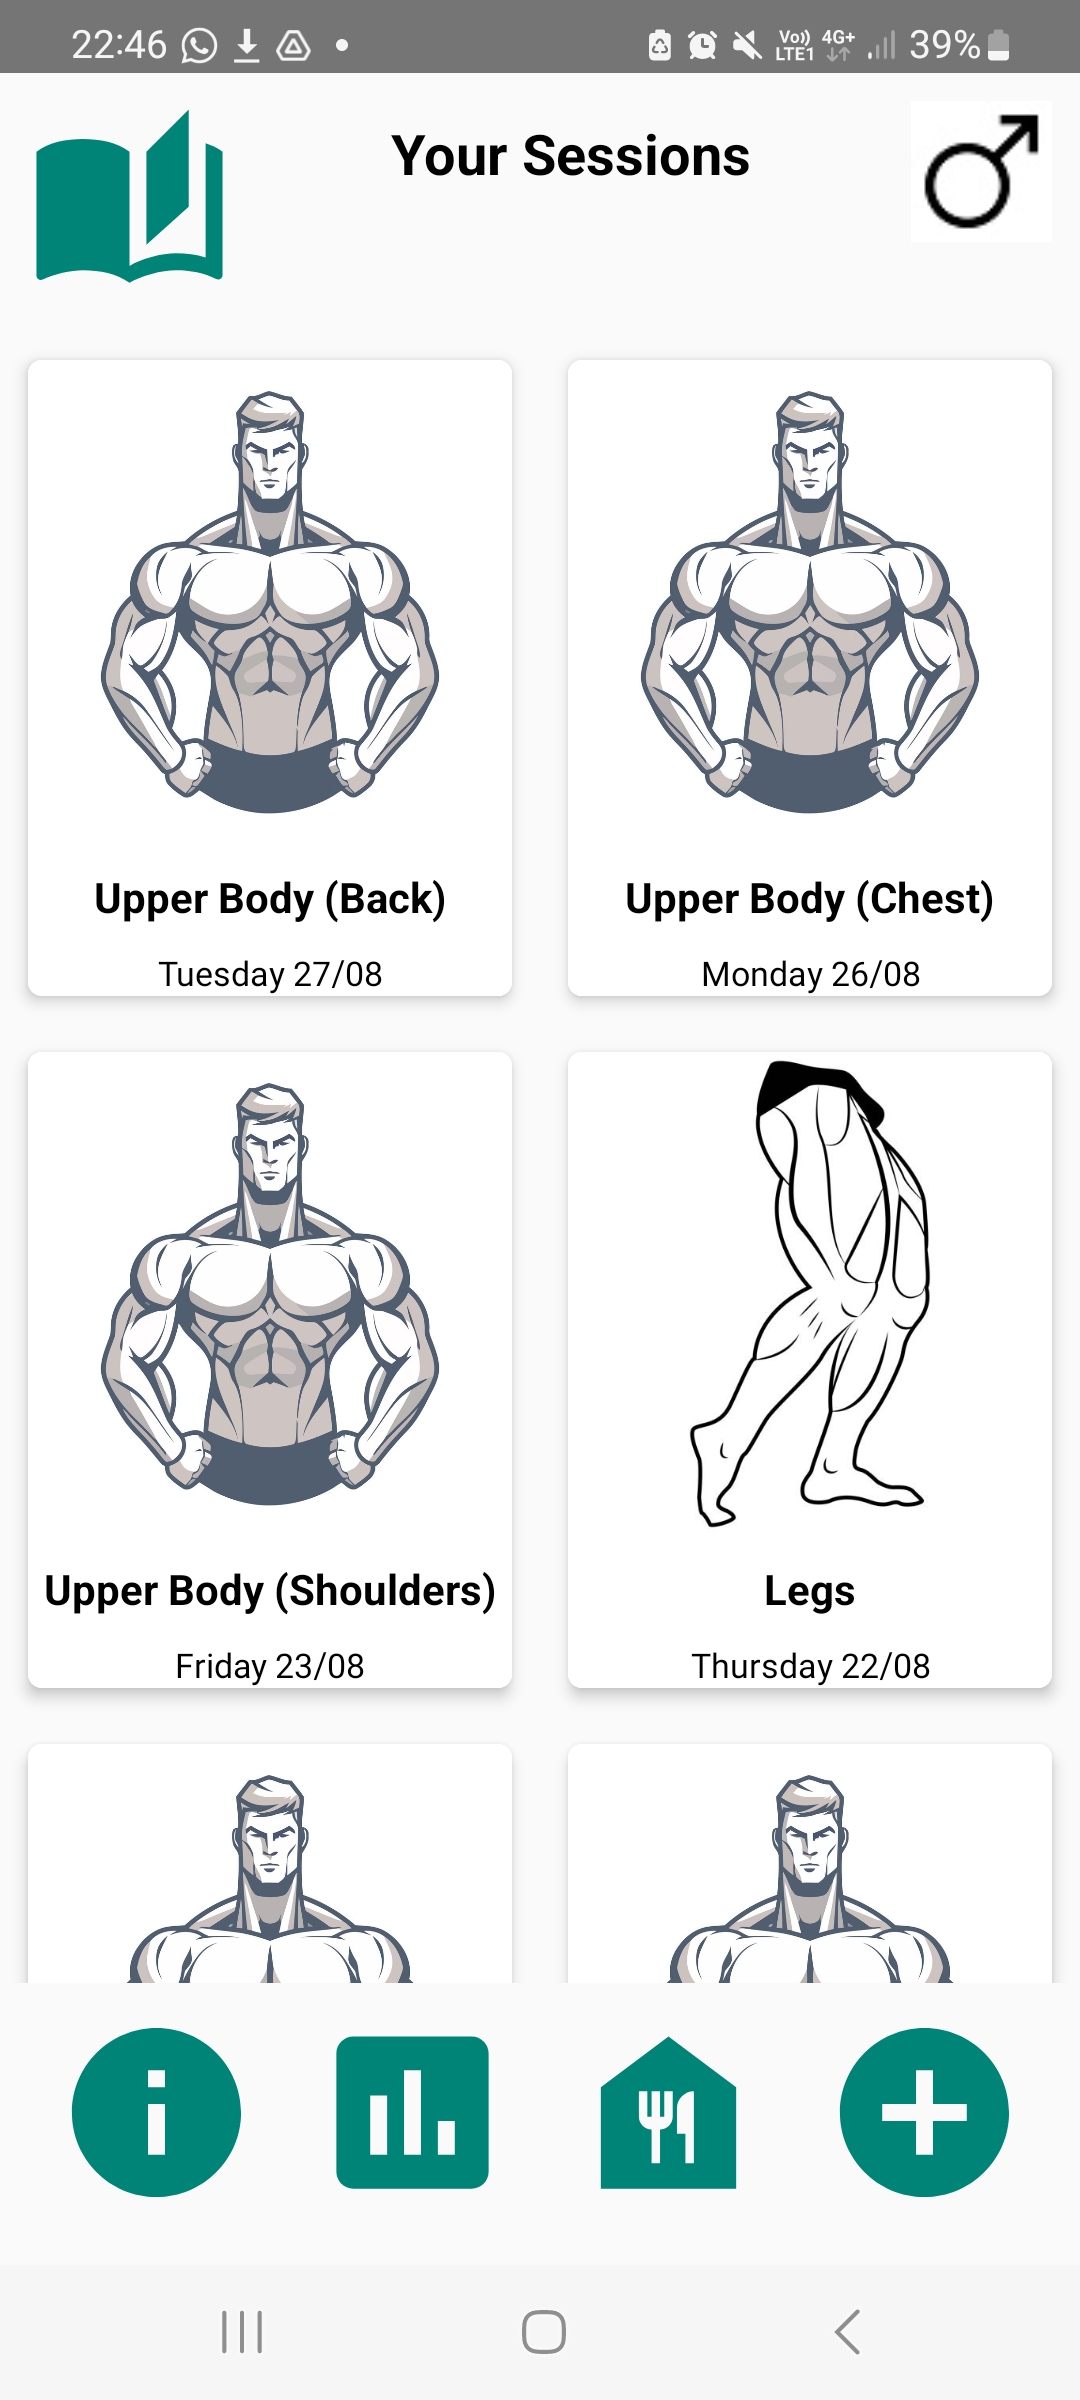 22:46
Vo)) LTE1 4G+ 39%
Your Sessions
Upper Body (Back)
Tuesday 27/08
Upper Body (Chest)
Monday 26/08
Upper Body (Shoulders)
Friday 23/08
Legs
Thursday 22/08